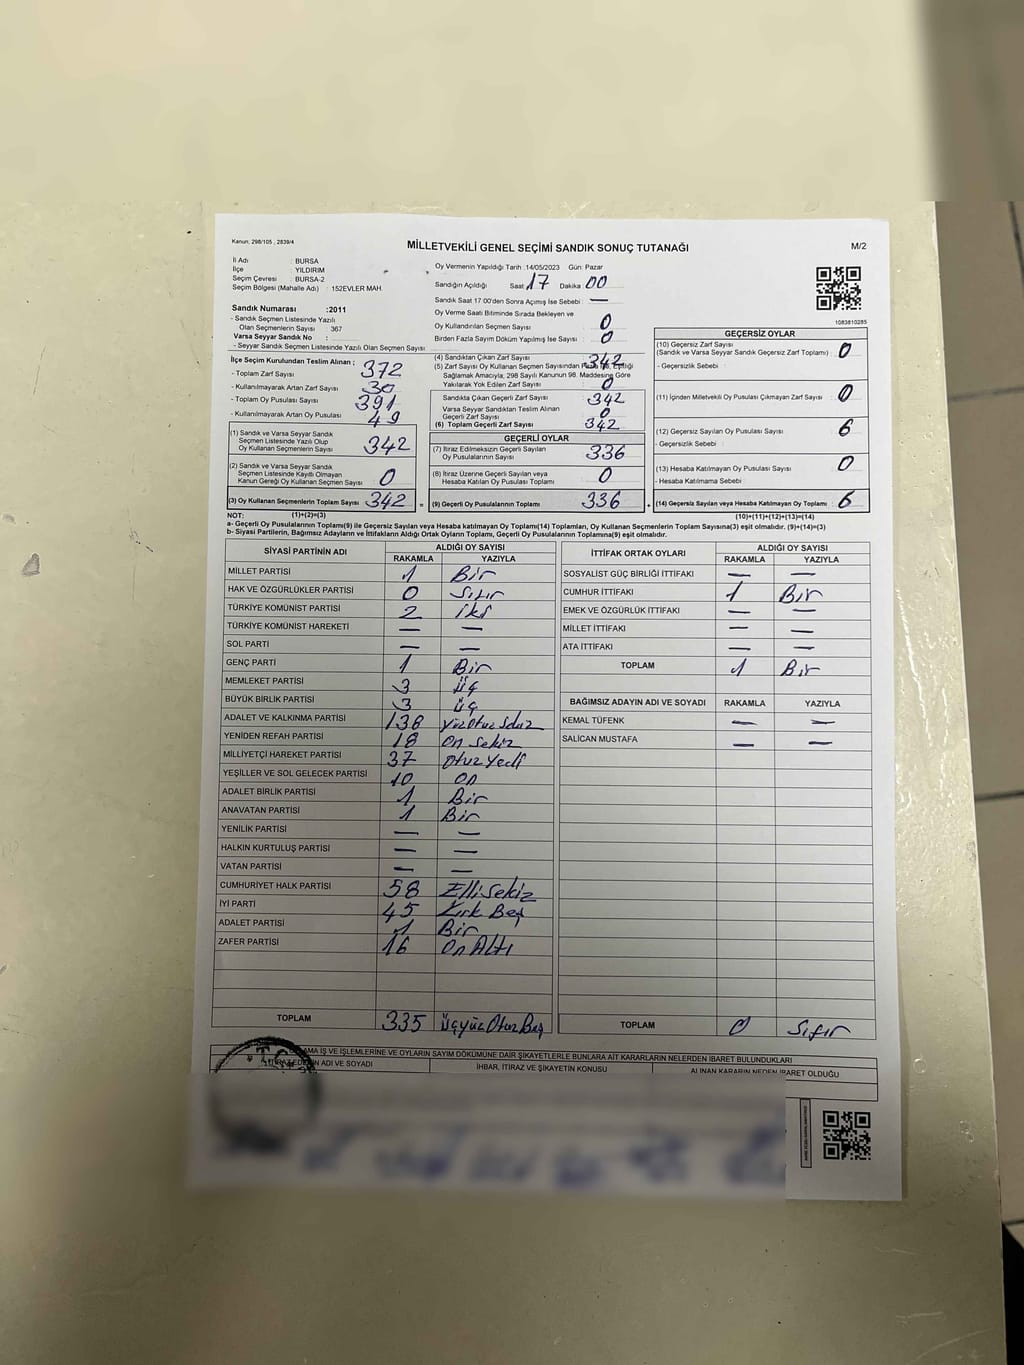 Kanun; 298/105 , 2839/4
MİLLETVEKİLİ GENEL SEÇİMİ SANDIK SONUÇ TUTANAĞI
M/2
İl Adı : BURSA
İlçe : YILDIRIM
Seçim Çevresi : BURSA-2
Seçim Bölgesi (Mahalle Adı) : 152EVLER MAH.
Sandık Numarası :2011
- Sandık Seçmen Listesinde Yazılı
Olan Seçmenlerin Sayısı : 367
Varsa Seyyar Sandık No :
- Seyyar Sandık Seçmen Listesinde Yazılı Olan Seçmen Sayısı
Oy Vermenin Yapıldığı Tarih :14/05/2023 Gün: Pazar
Sandığın Açıldığı Saat 17 Dakika : 00
Sandık Saat 17 00'den Sonra Açımış İse Sebebi : —
Oy Verme Saati Bitiminde Sırada Bekleyen ve
Oy Kullandırılan Seçmen Sayısı : 0
Birden Fazla Sayım Döküm Yapılmış İse Sayısı : 0
1083810285
İlçe Seçim Kurulundan Teslim Alınan ;
- Toplam Zarf Sayısı : 372
- Kullanılmayarak Artan Zarf Sayısı : 30
- Toplam Oy Pusulası Sayısı : 391
- Kullanılmayarak Artan Oy Pusulası : 49
(1) Sandık ve Varsa Seyyar Sandık
Seçmen Listesinde Yazılı Olup
Oy Kullanan Seçmenlerin Sayısı : 342
(2) Sandık ve Varsa Seyyar Sandık
Seçmen Listesinde Kayıtlı Olmayan
Kanun Gereği Oy Kullanan Seçmen Sayısı : 0
(3) Oy Kullanan Seçmenlerin Toplam Sayısı : 342
(4) Sandıktan Çıkan Zarf Sayısı : 342
(5) Zarf Sayısı Oy Kullanan Seçmen Sayısından Fazla İse, Eşitliği
Sağlamak Amacıyla; 298 Sayılı Kanunun 98. Maddesine Göre
Yakılarak Yok Edilen Zarf Sayısı : 0
Sandıkta Çıkan Geçerli Zarf Sayısı : 342
Varsa Seyyar Sandıktan Teslim Alınan
Geçerli Zarf Sayısı : 0
(6) Toplam Geçerli Zarf Sayısı : 342
GEÇERLİ OYLAR
(7) İtiraz Edilmeksizin Geçerli Sayılan
Oy Pusulalarının Sayısı : 336
(8) İtiraz Üzerine Geçerli Sayılan veya
Hesaba Katılan Oy Pusulası Toplamı : 0
= (9) Geçerli Oy Pusulalarının Toplamı : 336
GEÇERSİZ OYLAR
(10) Geçersiz Zarf Sayısı
(Sandık ve Varsa Seyyar Sandık Geçersiz Zarf Toplamı) : 0
- Geçersizlik Sebebi :
(11) İçinden Milletvekili Oy Pusulası Çıkmayan Zarf Sayısı : 0
(12) Geçersiz Sayılan Oy Pusulası Sayısı : 6
- Geçersizlik Sebebi :
(13) Hesaba Katılmayan Oy Pusulası Sayısı : 0
- Hesaba Katılmama Sebebi :
+ (14) Geçersiz Sayılan veya Hesaba Katılmayan Oy Toplamı : 6
NOT: (1)+(2)=(3) (10)+(11)+(12)+(13)=(14)
a- Geçerli Oy Pusulalarının Toplamı(9) ile Geçersiz Sayılan veya Hesaba katılmayan Oy Toplamı(14) Toplamları, Oy Kullanan Seçmenlerin Toplam Sayısına(3) eşit olmalıdır. (9)+(14)=(3)
b- Siyasi Partilerin, Bağımsız Adayların ve İttifakların Aldığı Ortak Oyların Toplamı, Geçerli Oy Pusulalarının Toplamına(9) eşit olmalıdır.
SİYASİ PARTİNİN ADI ALDIĞI OY SAYISI
RAKAMLA YAZIYLA
MİLLET PARTİSİ 1 Bir
HAK VE ÖZGÜRLÜKLER PARTİSİ 0 Sıfır
TÜRKİYE KOMÜNİST PARTİSİ 2 iki
TÜRKİYE KOMÜNİST HAREKETİ — —
SOL PARTİ — —
GENÇ PARTİ 1 Bir
MEMLEKET PARTİSİ 3 üç
BÜYÜK BİRLİK PARTİSİ 3 üç
ADALET VE KALKINMA PARTİSİ 138 YüzOtuz Sekiz
YENİDEN REFAH PARTİSİ 18 On Sekiz
MİLLİYETÇİ HAREKET PARTİSİ 37 Otuz Yedi
YEŞİLLER VE SOL GELECEK PARTİSİ 10 On
ADALET BİRLİK PARTİSİ 1 Bir
ANAVATAN PARTİSİ 1 Bir
YENİLİK PARTİSİ — —
HALKIN KURTULUŞ PARTİSİ — —
VATAN PARTİSİ — —
CUMHURİYET HALK PARTİSİ 58 Elli Sekiz
İYİ PARTİ 45 Kırk Beş
ADALET PARTİSİ 1 Bir
ZAFER PARTİSİ 16 On Altı
TOPLAM 335 üçyüz Otuz Beş
İTTİFAK ORTAK OYLARI ALDIĞI OY SAYISI
RAKAMLA YAZIYLA
SOSYALİST GÜÇ BİRLİĞİ İTTİFAKI — —
CUMHUR İTTİFAKI 1 Bir
EMEK VE ÖZGÜRLÜK İTTİFAKI — —
MİLLET İTTİFAKI — —
ATA İTTİFAKI — —
TOPLAM 1 Bir
BAĞIMSIZ ADAYIN ADI VE SOYADI RAKAMLA YAZIYLA
KEMAL TÜFENK — —
SALİCAN MUSTAFA — —
TOPLAM 0 Sıfır
İŞ VE İŞLEMLERİNE VE OYLARIN SAYIM DÖKÜMÜNE DAİR ŞİKAYETLERLE BUNLARA AİT KARARLARIN NELERDEN İBARET BULUNDUKLARI
ADI VE SOYADI İHBAR, İTİRAZ VE ŞİKAYETİN KONUSU ALINAN KARARIN NEDEN İBARET OLDUĞU